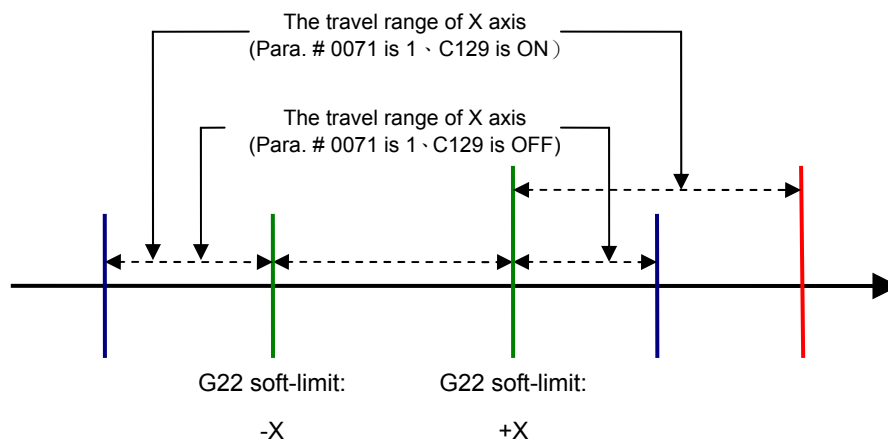 The travel range of X axis
(Para. # 0071 is 1、C129 is ON）
The travel range of X axis
(Para. # 0071 is 1、C129 is OFF)
G22 soft-limit:
-X
G22 soft-limit:
+X